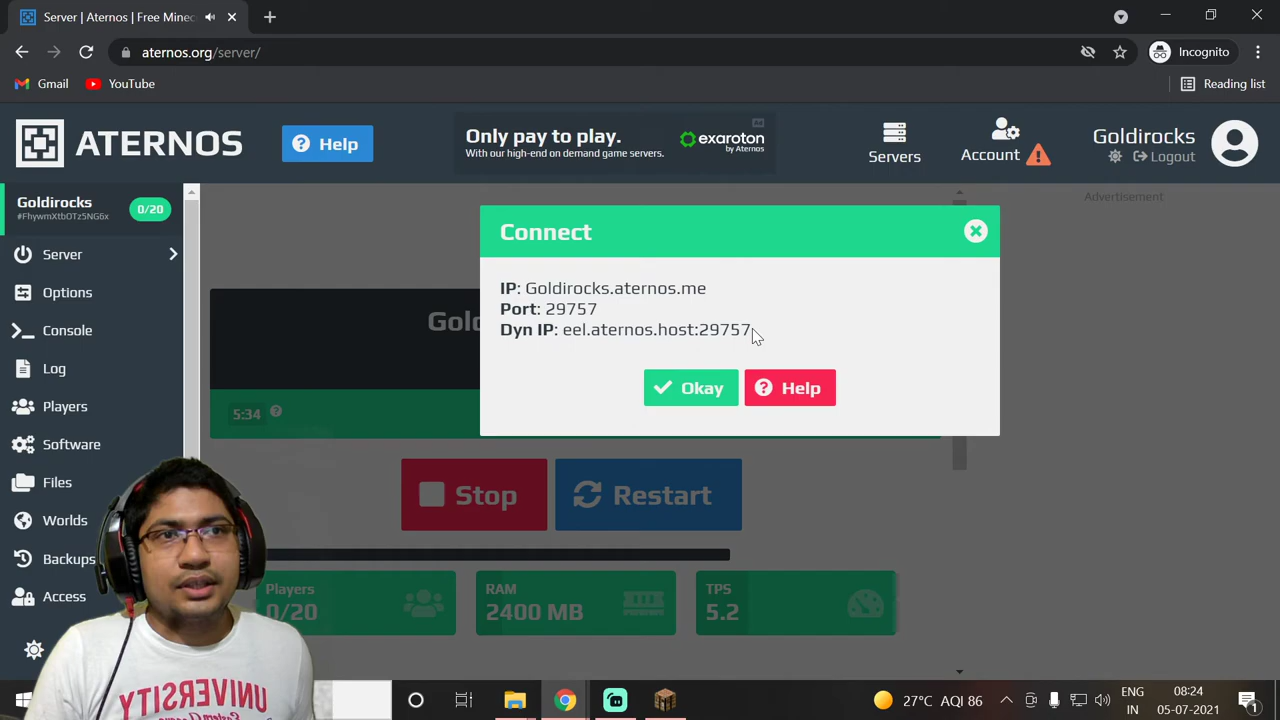 Server | Aternos | Free Minec
aternos.org/server/
Incognito
Gmail
YouTube
Reading list
ATERNOS
Help
Only pay to play.
With our high-end on demand game servers.
Ad
exaroton
by Aternos
Servers
Account
Goldirocks
Logout
Goldirocks
#FhywmXtbOTz5NG6x
0/20
Server
Options
Console
Log
Players
Software
Files
Worlds
Backups
Access
Advertisement
Connect
IP: Goldirocks.aternos.me
Port: 29757
Dyn IP: eel.aternos.host:29757
Okay
Help
Gol
5:34
Stop
Restart
Players
0/20
RAM
2400 MB
TPS
5.2
UNIVERSITY
27°C AQI 86
ENG
IN
08:24
05-07-2021
1